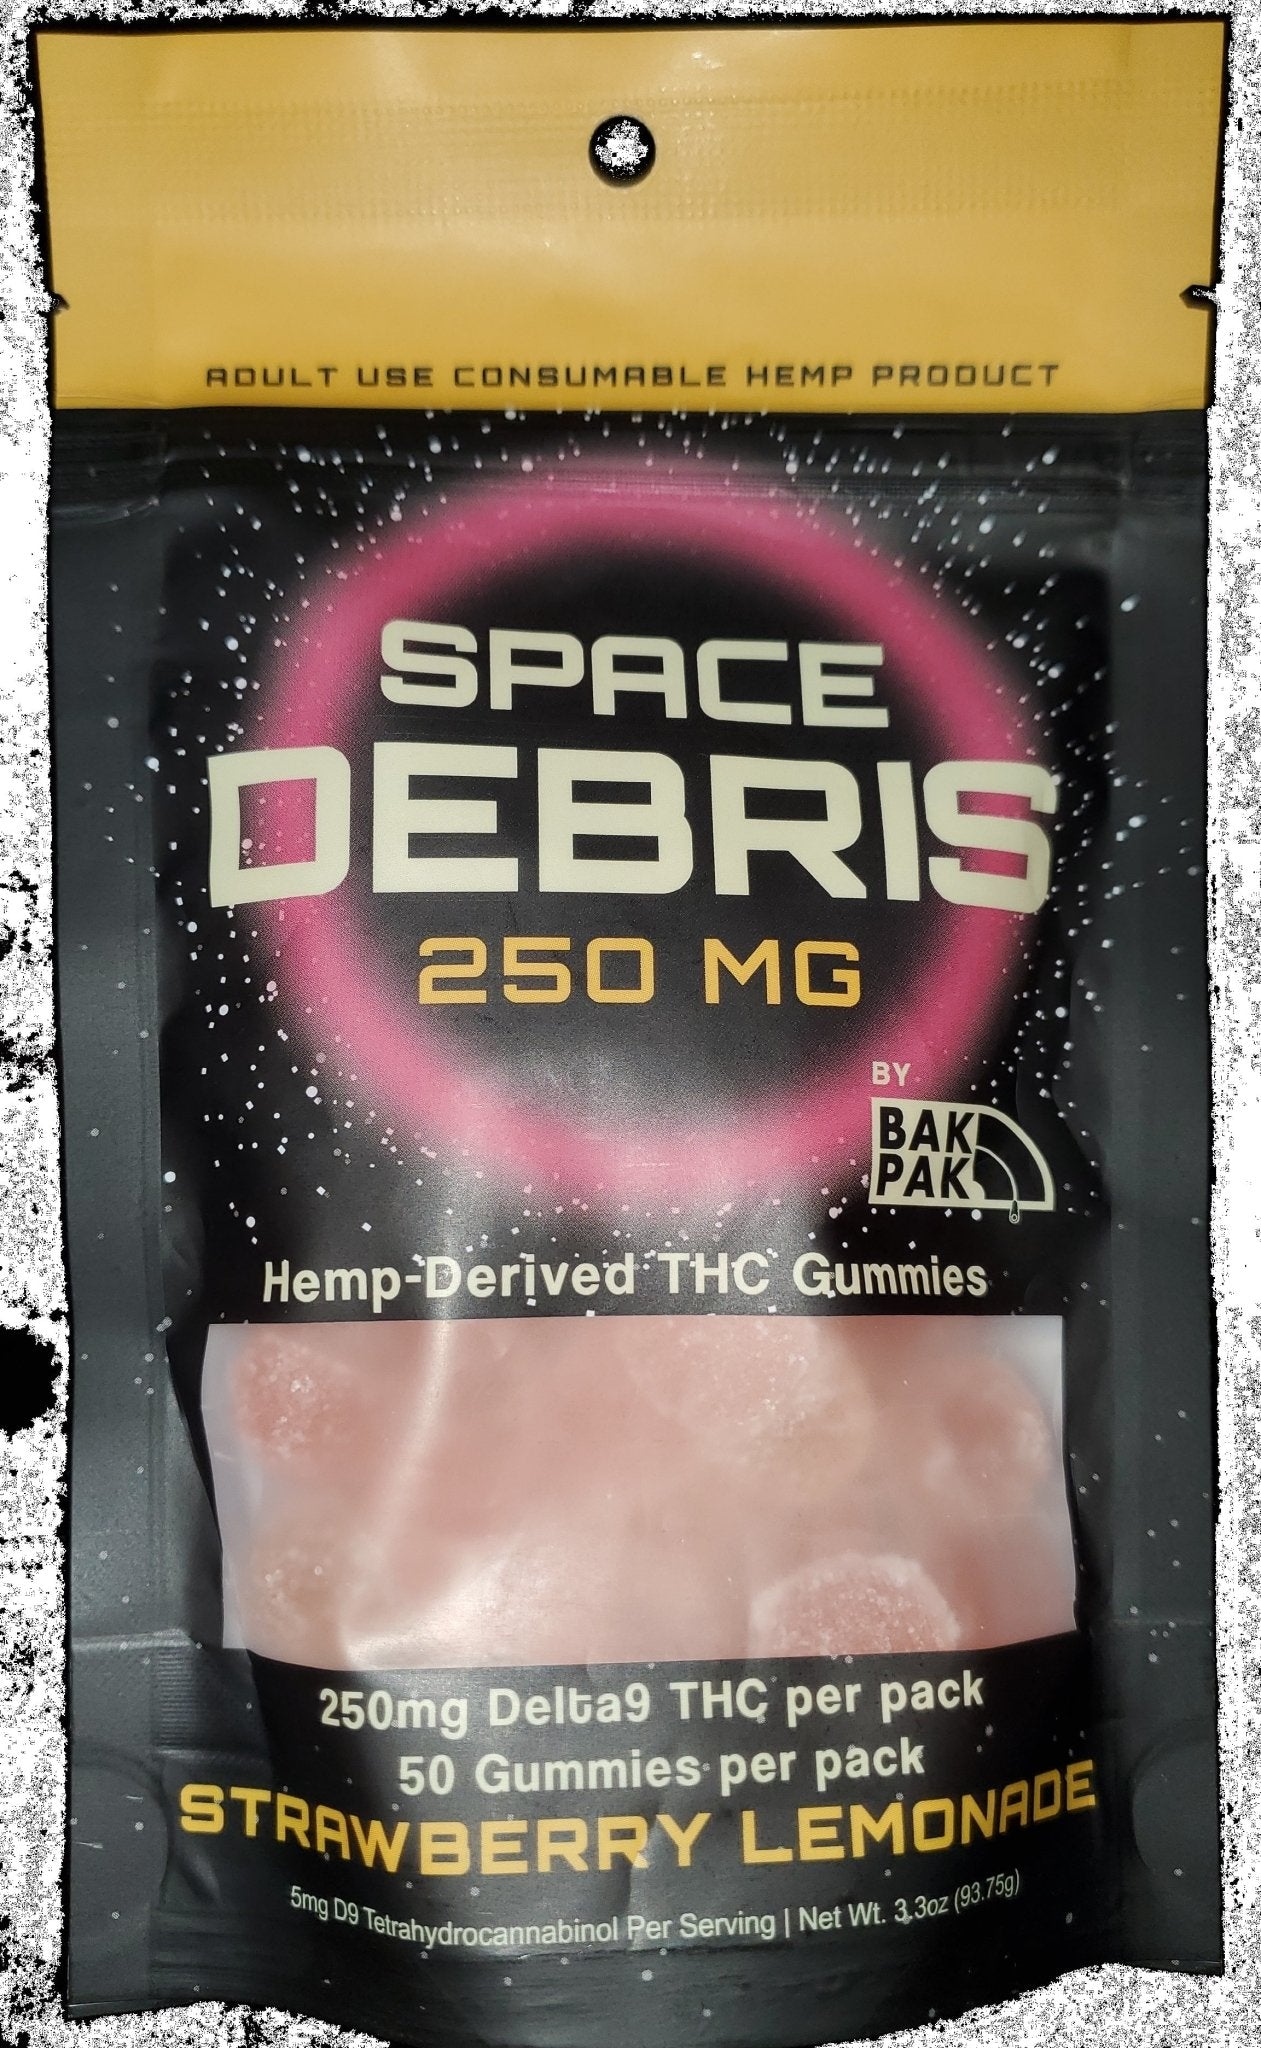 ADULT USE CONSUMABLE HEMP PRODUCT
SPACE
DEBRIS
250 MG
BY
BAK
PAK
Hemp-Derived THC Gummies
250mg Delta9 THC per pack
50 Gummies per pack
STRAWBERRY LEMONADE
5mg D9 Tetrahydrocannabinol Per Serving | Net Wt. 3.3oz (93.75g)